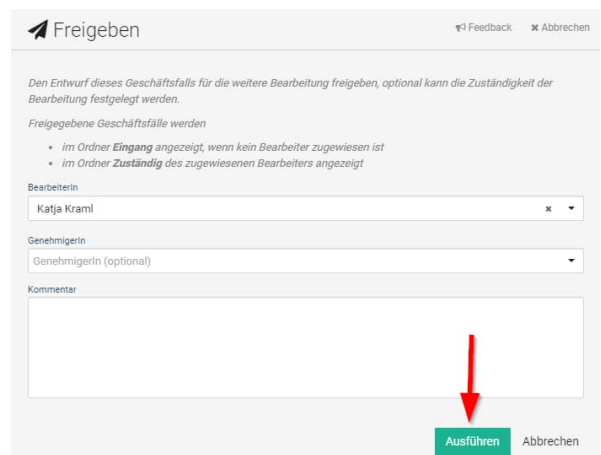 Freigeben
Feedback
Abbrechen
Den Entwurf dieses Geschäftsfalls für die weitere Bearbeitung freigeben, optional kann die Zuständigkeit der
Bearbeitung festgelegt werden.
Freigegebene Geschäftsfälle werden
im Ordner Eingang angezeigt, wenn kein Bearbeiter zugewiesen ist
im Ordner Zuständig des zugewiesenen Bearbeiters angezeigt
BearbeiterIn
Katja Kraml
GenehmigerIn
GenehmigerIn (optional)
Kommentar
Ausführen
Abbrechen